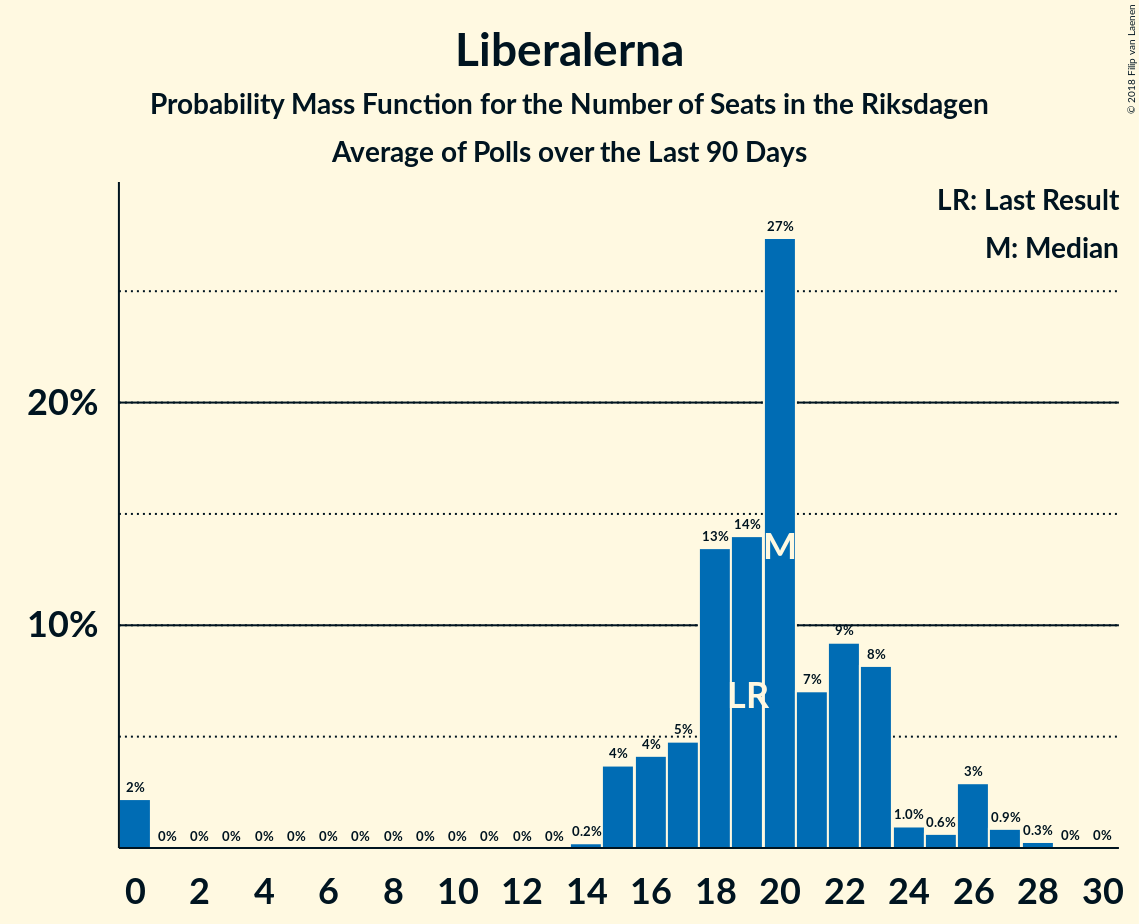 Liberalerna
Probability Mass Function for the Number of Seats in the Riksdagen
Average of Polls over the Last 90 Days
© 2018 Filip van Laenen
LR: Last Result
M: Median
20%
10%
2% 0% 0% 0% 0% 0% 0% 0% 0% 0% 0% 0% 0% 0% 0.2% 4% 4% 5% 13% 14% 27% 7% 9% 8% 1.0% 0.6% 3% 0.9% 0.3% 0% 0%
M
LR
0 2 4 6 8 10 12 14 16 18 20 22 24 26 28 30